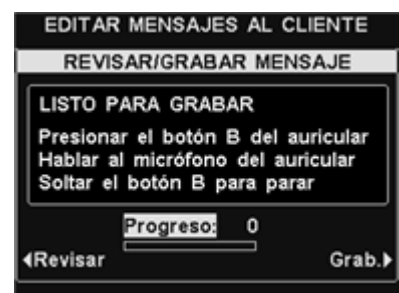 EDITAR MENSAJES AL CLIENTE
REVISAR/GRABAR MENSAJE
LISTO PARA GRABAR
Presionar el botón B del auricular
Hablar al micrófono del auricular
Soltar el botón B para parar
Progreso: 0
◀Revisar Grab.▶